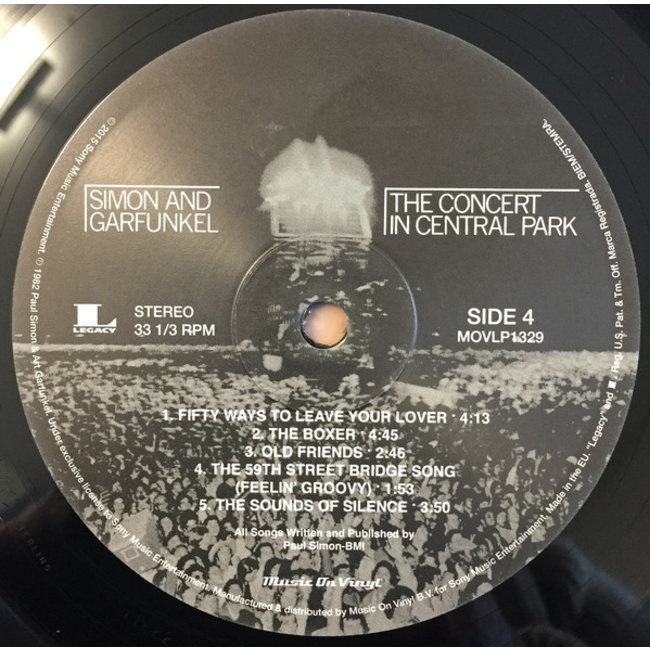 SIMON AND
GARFUNKEL
THE CONCERT
IN CENTRAL PARK
LEGACY
STEREO
33 1/3 RPM
SIDE 4
MOVLP1329
1. FIFTY WAYS TO LEAVE YOUR LOVER · 4:13
2. THE BOXER · 4:45
3. OLD FRIENDS · 2:46
4. THE 59TH STREET BRIDGE SONG
(FEELIN' GROOVY) · 1:53
5. THE SOUNDS OF SILENCE · 3:50
All Songs Written and Published by
Paul Simon-BMI
Music On Vinyl
© 2015 Sony Music Entertainment. ℗ 1982 Paul Simon & Art Garfunkel. Under exclusive license to Sony Music Entertainment. Manufactured & distributed by Music On Vinyl B.V. for Sony Music Entertainment. Made in the EU. "Legacy" and L Reg. U.S. Pat. & Tm. Off. Marca Registrada. BIEM/STEMRA.